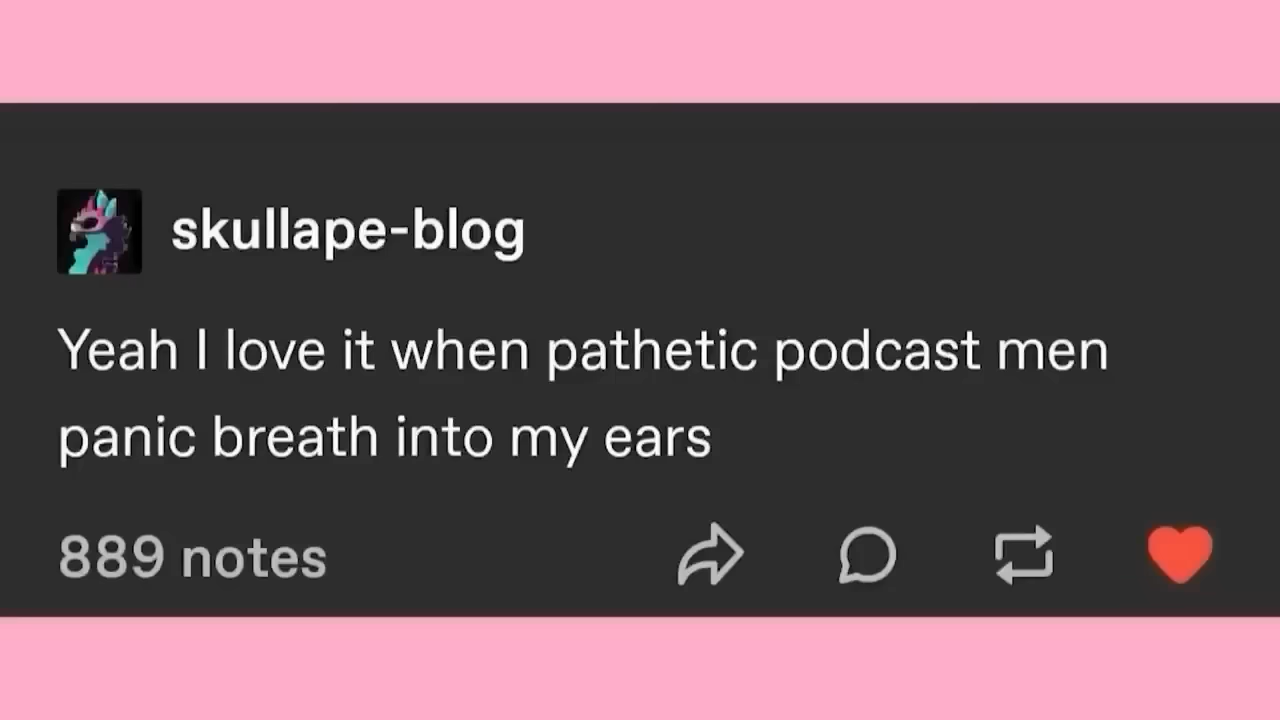 skullape-blog
Yeah I love it when pathetic podcast men
panic breath into my ears
889 notes